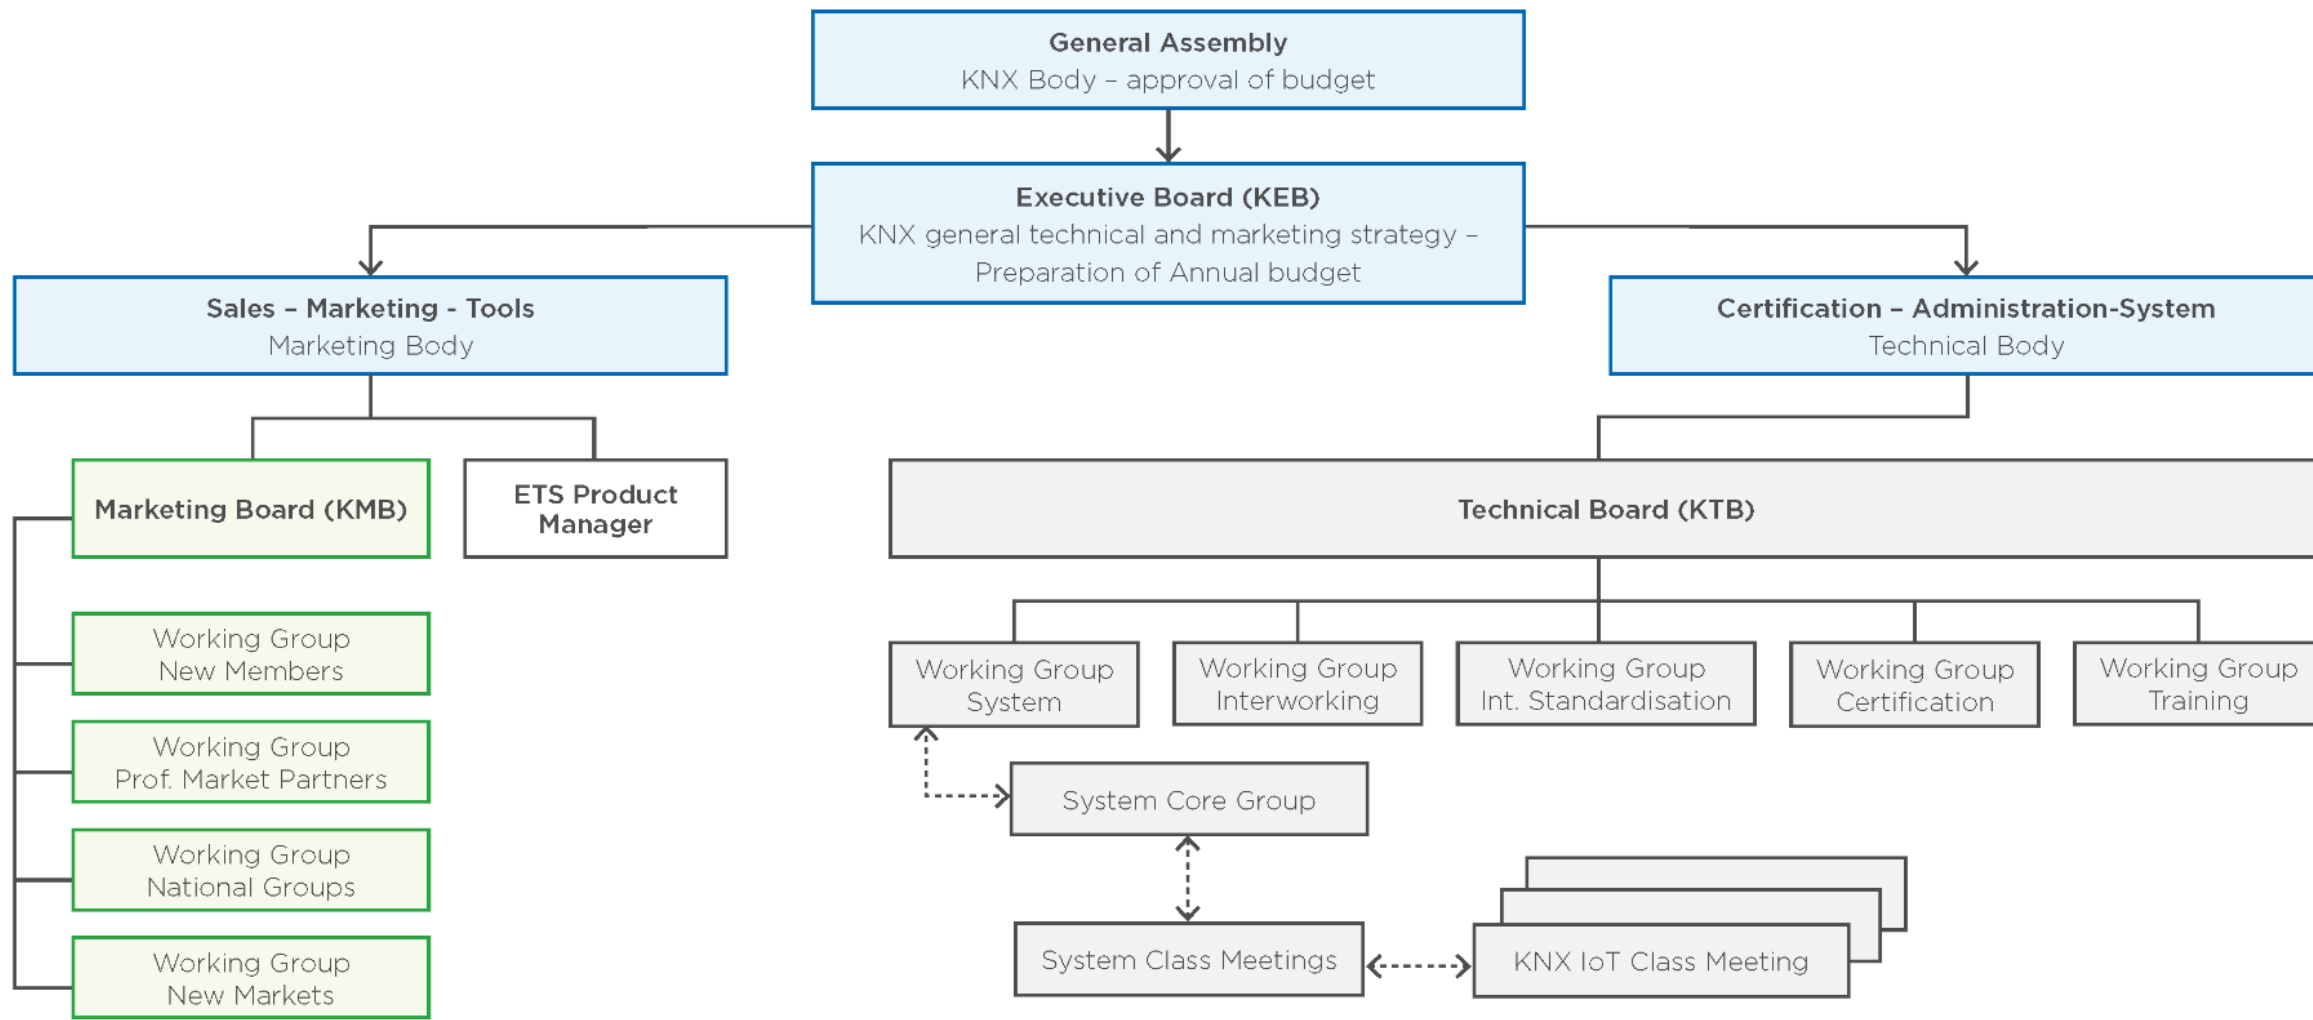 General Assembly
KNX Body – approval of budget
Executive Board (KEB)
KNX general technical and marketing strategy –
Preparation of Annual budget
Sales – Marketing - Tools
Marketing Body
Certification – Administration-System
Technical Body
Marketing Board (KMB)
ETS Product
Manager
Technical Board (KTB)
Working Group
New Members
Working Group
Prof. Market Partners
Working Group
National Groups
Working Group
New Markets
Working Group
System
Working Group
Interworking
Working Group
Int. Standardisation
Working Group
Certification
Working Group
Training
System Core Group
System Class Meetings
KNX IoT Class Meeting